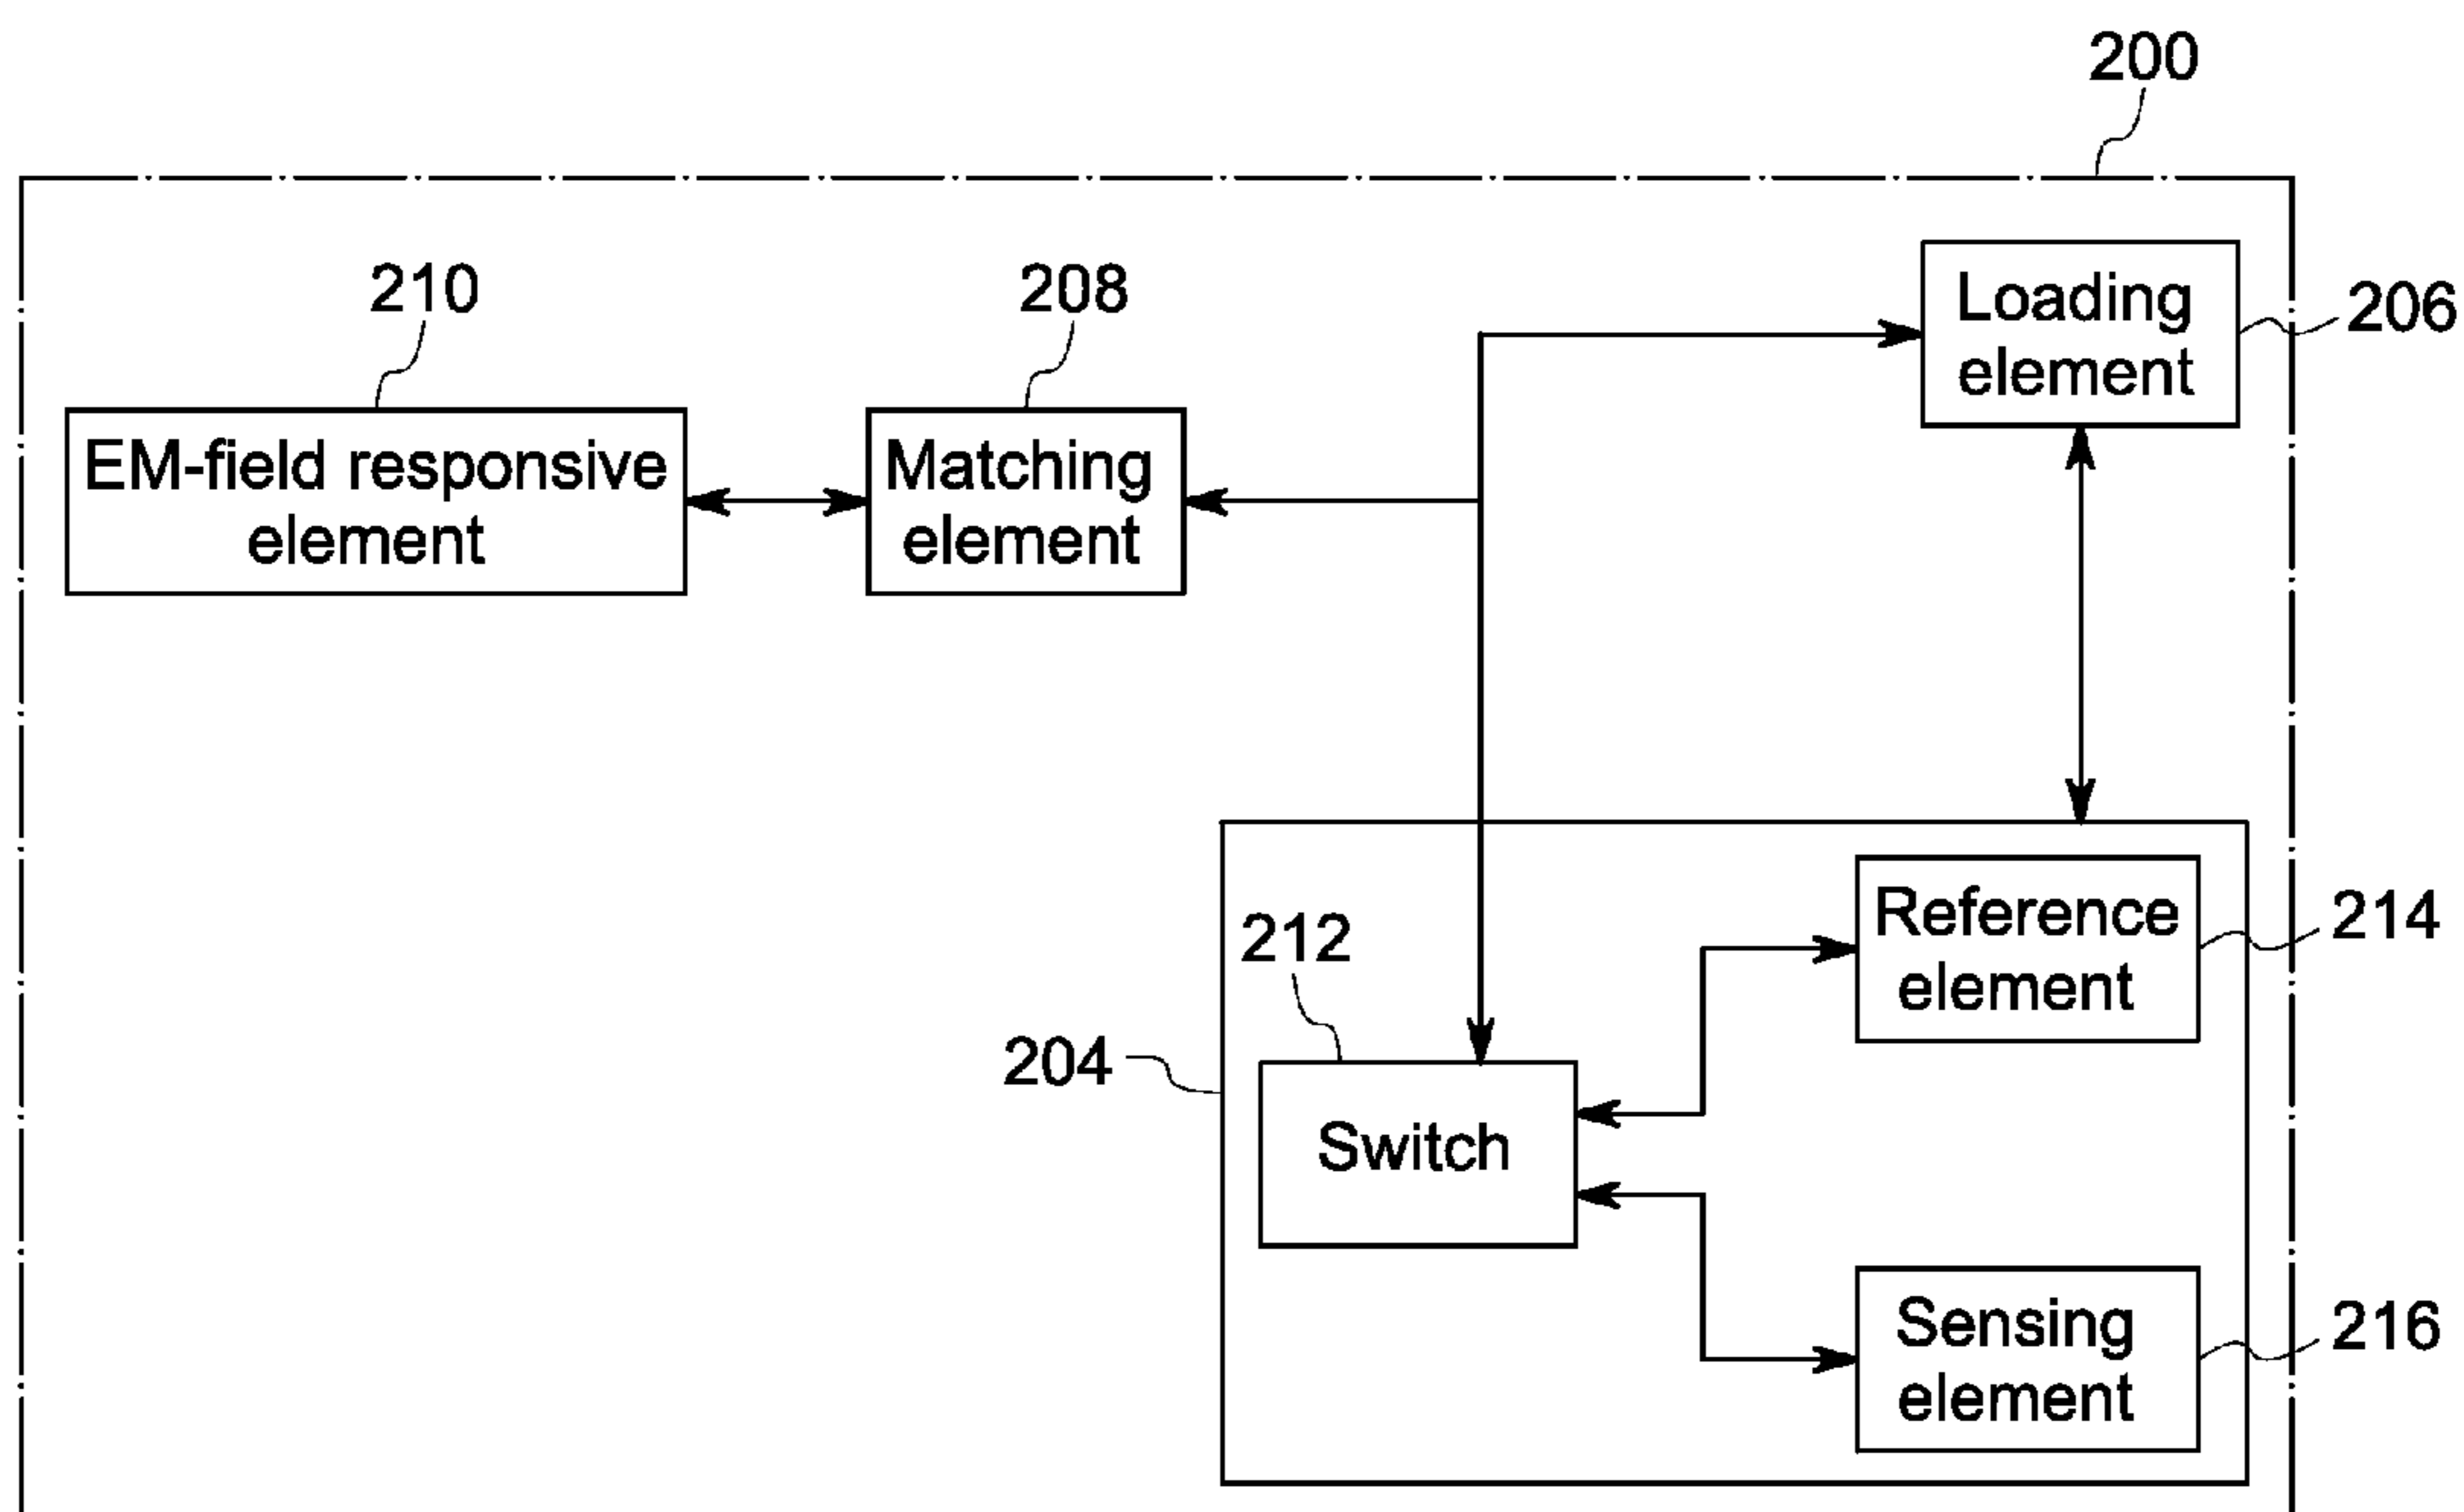 200
210
208
Loading
element
206
EM-field responsive
element
Matching
element
212
Reference
element
214
204
Switch
Sensing
element
216